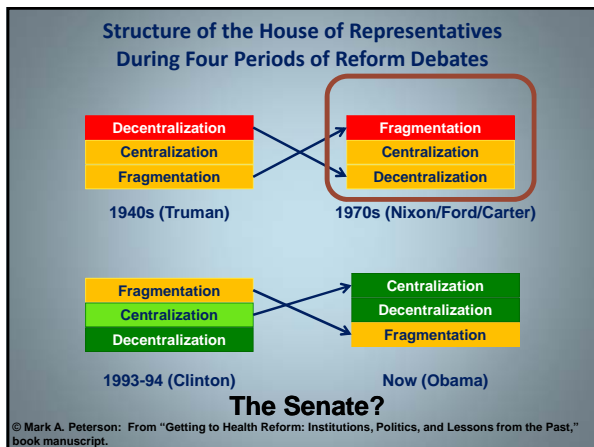 Structure of the House of Representatives
During Four Periods of Reform Debates
Decentralization
Centralization
Fragmentation
1940s (Truman)
Fragmentation
Centralization
Decentralization
1970s (Nixon/Ford/Carter)
Fragmentation
Centralization
Decentralization
1993-94 (Clinton)
Centralization
Decentralization
Fragmentation
Now (Obama)
The Senate?
© Mark A. Peterson: From “Getting to Health Reform: Institutions, Politics, and Lessons from the Past,”
book manuscript.